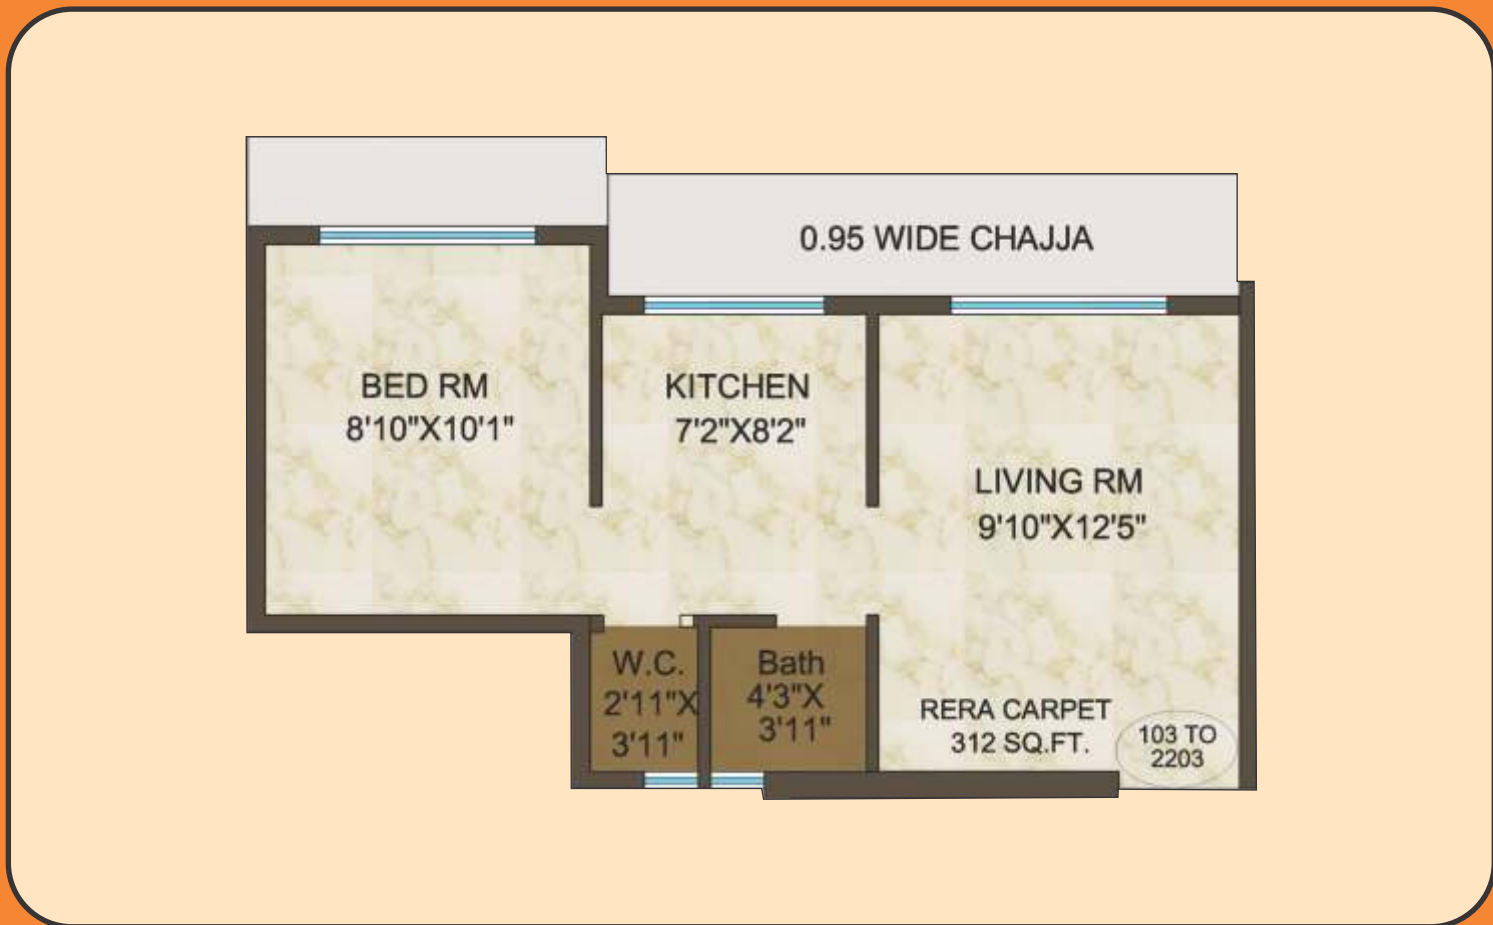 0.95 WIDE CHAJJA
BED RM
8'10"X10'1"
KITCHEN
7'2"X8'2"
LIVING RM
9'10"X12'5"
W.C.
2'11"X
3'11"
Bath
4'3"X
3'11"
RERA CARPET
312 SQ.FT.
103 TO
2203